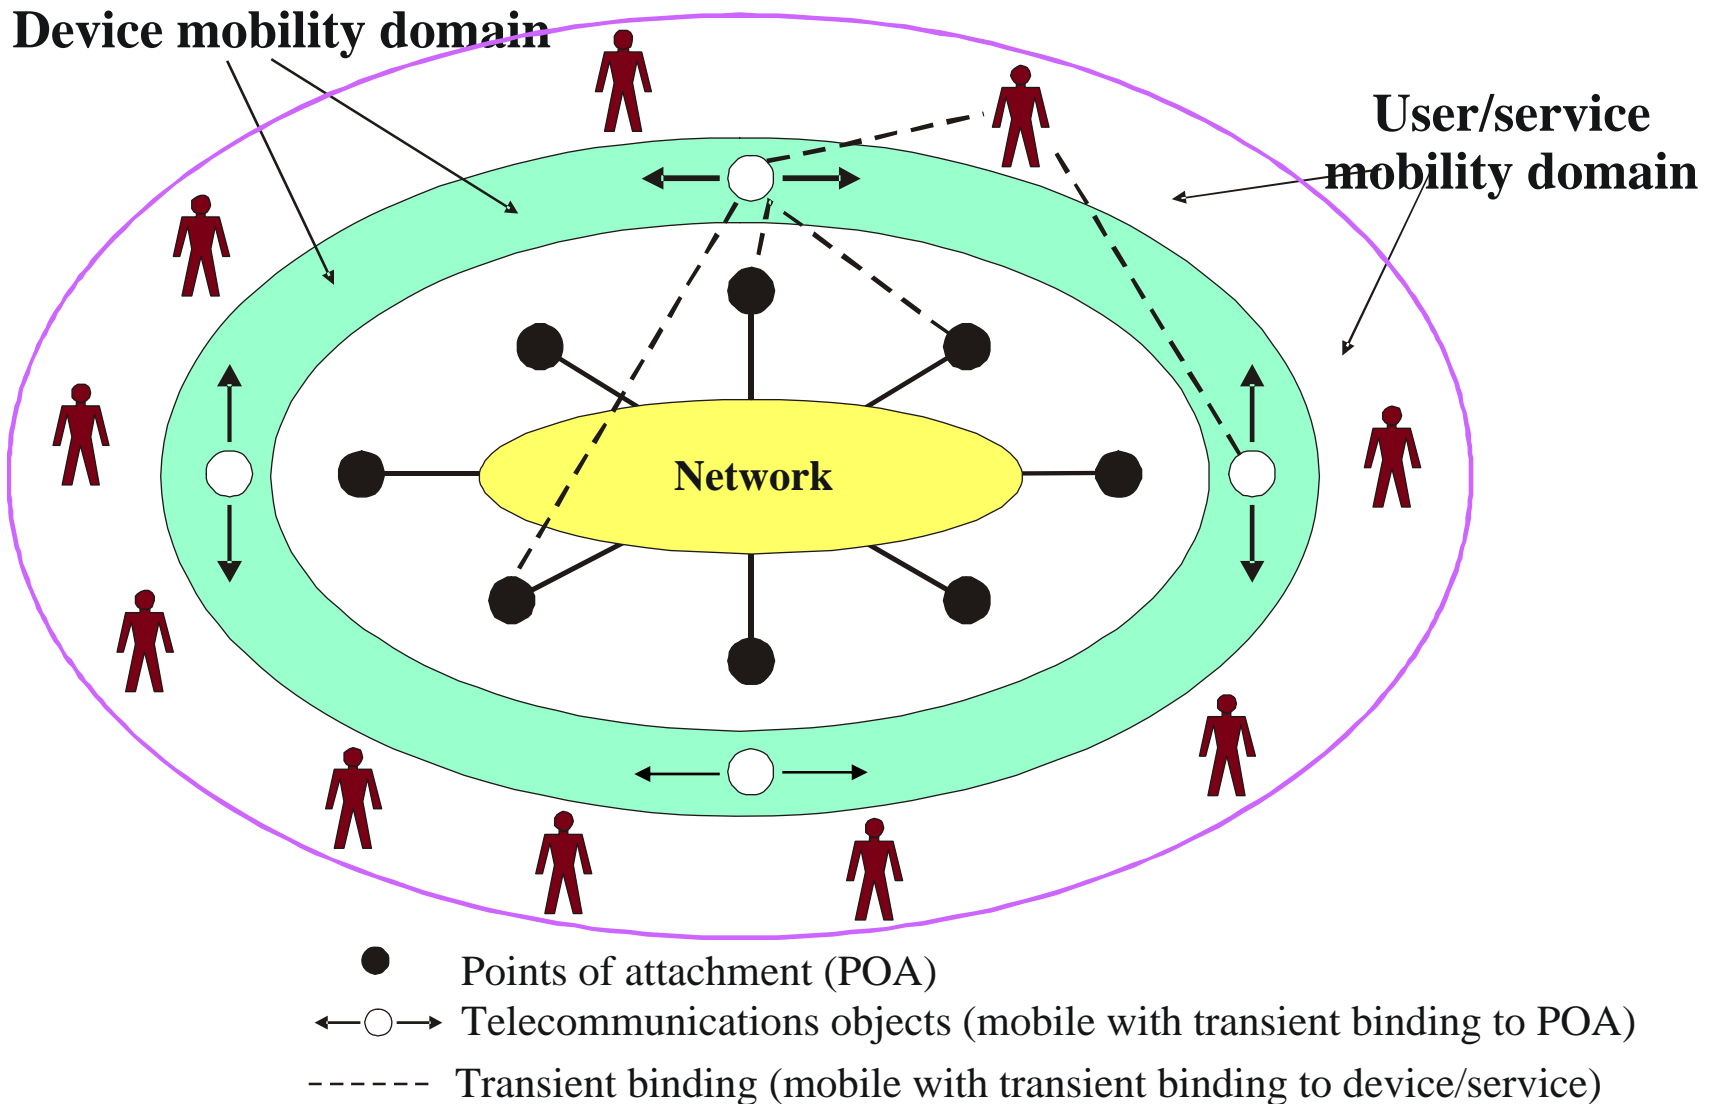 Device mobility domain
User/service
mobility domain
Network
Points of attachment (POA)
Telecommunications objects (mobile with transient binding to POA)
Transient binding (mobile with transient binding to device/service)